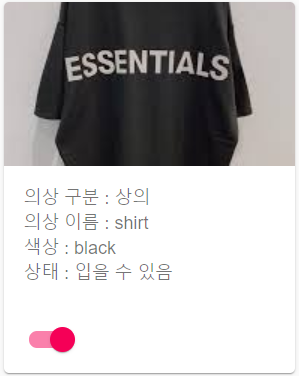 ESSENTIALS
의상 구분 : 상의
의상 이름 : shirt
색상 : black
상태 : 입을 수 있음